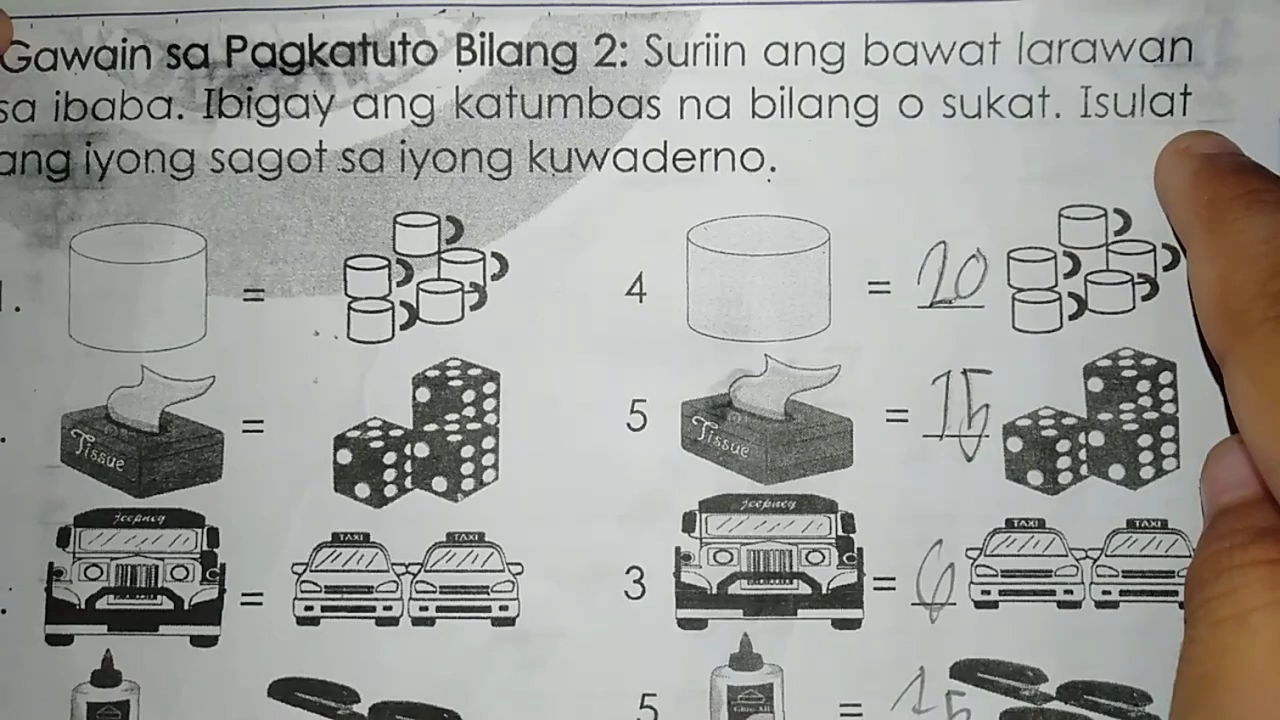 Gawain sa Pagkatuto Bilang 2: Suriin ang bawat larawan
sa ibaba. Ibigay ang katumbas na bilang o sukat. Isulat
ang iyong sagot sa iyong kuwaderno.
1. = 4 = 20
Tissue = 5 Tissue = 15
Jeepney = TAXI TAXI 3 Jeepney = 6 TAXI TAXI
5 = 15